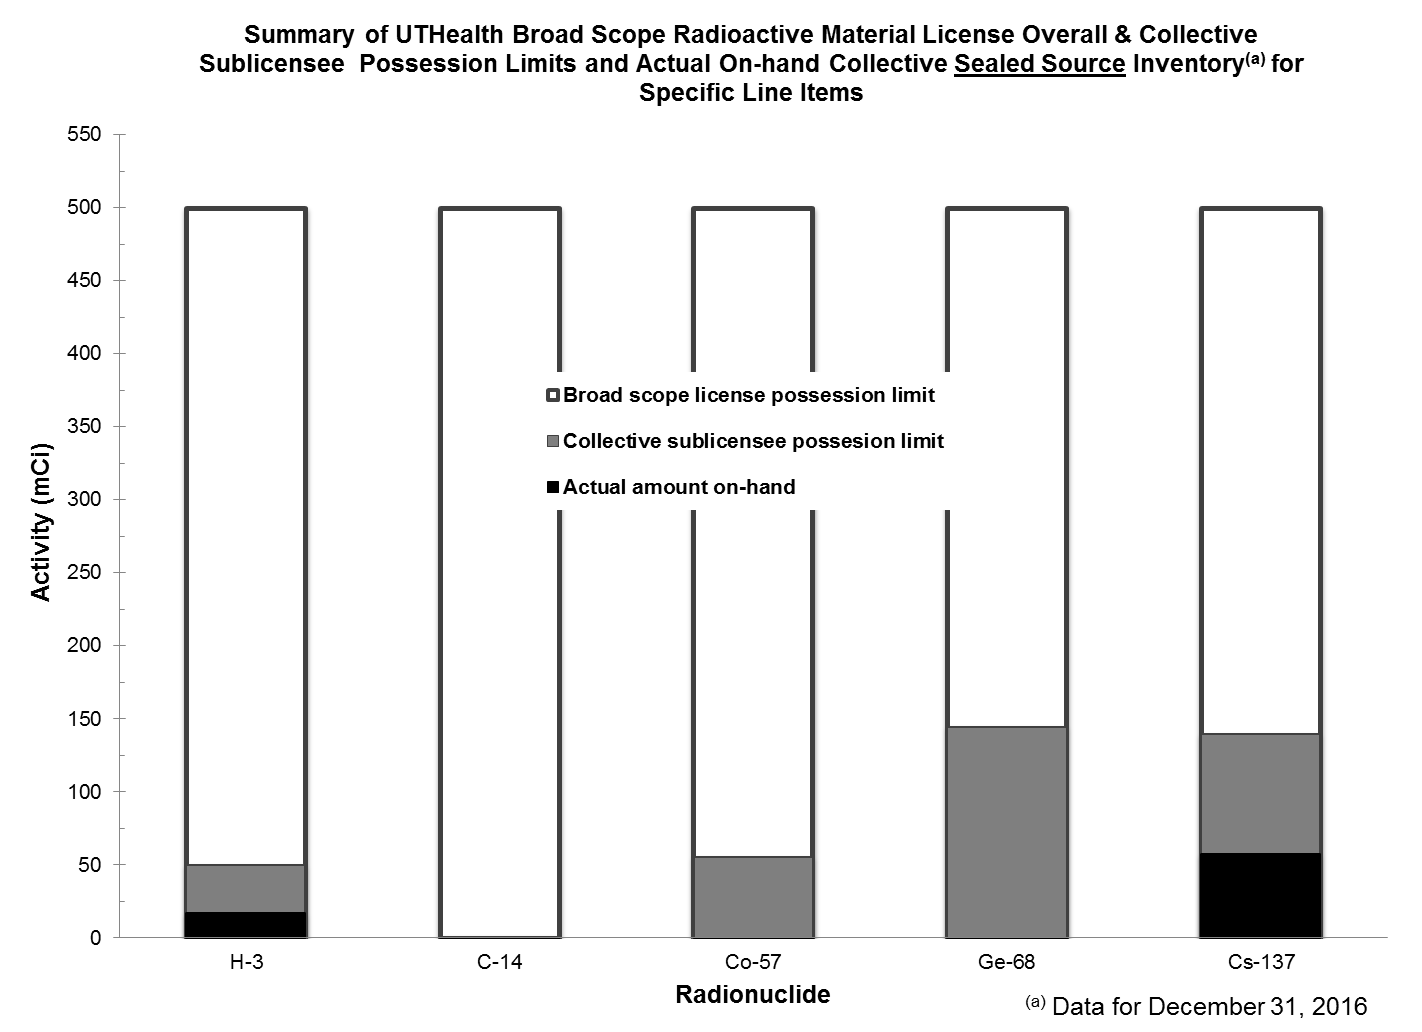 Summary of UTHealth Broad Scope Radioactive Material License Overall & Collective
Sublicensee Possession Limits and Actual On-hand Collective Sealed Source Inventory(a) for
Specific Line Items
550
500
450
400
350
300
250
200
150
100
50
0
Activity (mCi)
Broad scope license possession limit
Collective sublicensee possesion limit
Actual amount on-hand
H-3
C-14
Co-57
Ge-68
Cs-137
Radionuclide
(a) Data for December 31, 2016